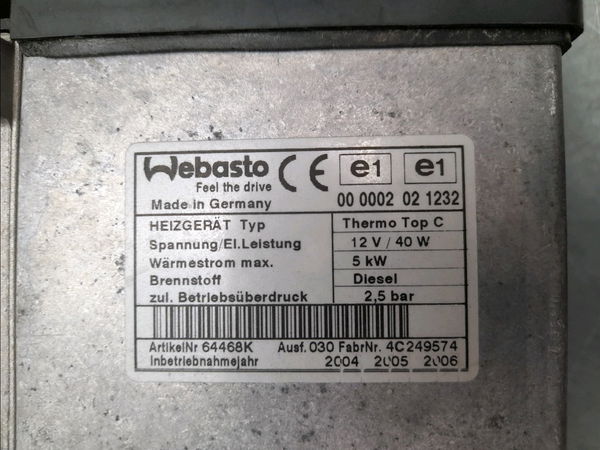 Webasto CE e1 e1
Feel the drive
Made in Germany 00 0002 02 1232
HEIZGERÄT Typ Thermo Top C
Spannung/El.Leistung 12 V / 40 W
Wärmestrom max. 5 kW
Brennstoff Diesel
zul. Betriebsüberdruck 2,5 bar
ArtikelNr 64468K Ausf. 030 FabrNr. 4C249574
Inbetriebnahmejahr 2004 2005 2006